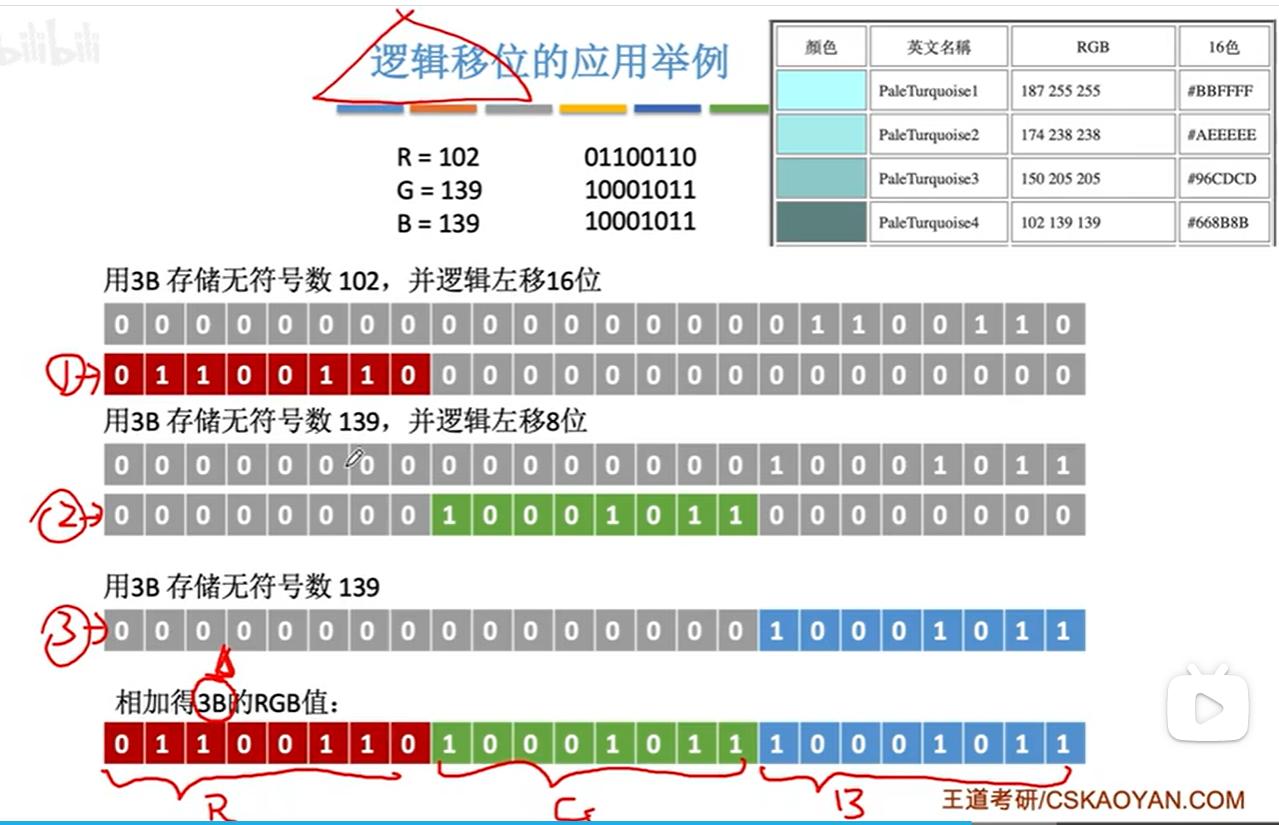 bilibili
逻辑移位的应用举例
顏色 英文名稱 RGB 16色
PaleTurquoise1 187 255 255 #BBFFFF
PaleTurquoise2 174 238 238 #AEEEEE
PaleTurquoise3 150 205 205 #96CDCD
PaleTurquoise4 102 139 139 #668B8B
R = 102 01100110
G = 139 10001011
B = 139 10001011
用3B 存储无符号数 102，并逻辑左移16位
0 0 0 0 0 0 0 0 0 0 0 0 0 0 0 0 0 1 1 0 0 1 1 0
① 0 1 1 0 0 1 1 0 0 0 0 0 0 0 0 0 0 0 0 0 0 0 0 0
用3B 存储无符号数 139，并逻辑左移8位
0 0 0 0 0 0 0 0 0 0 0 0 0 0 0 0 1 0 0 0 1 0 1 1
② 0 0 0 0 0 0 0 0 1 0 0 0 1 0 1 1 0 0 0 0 0 0 0 0
用3B 存储无符号数 139
③ 0 0 0 0 0 0 0 0 0 0 0 0 0 0 0 0 1 0 0 0 1 0 1 1
相加得3B的RGB值：
0 1 1 0 0 1 1 0 1 0 0 0 1 0 1 1 1 0 0 0 1 0 1 1
R G B
王道考研/CSKAOYAN.COM